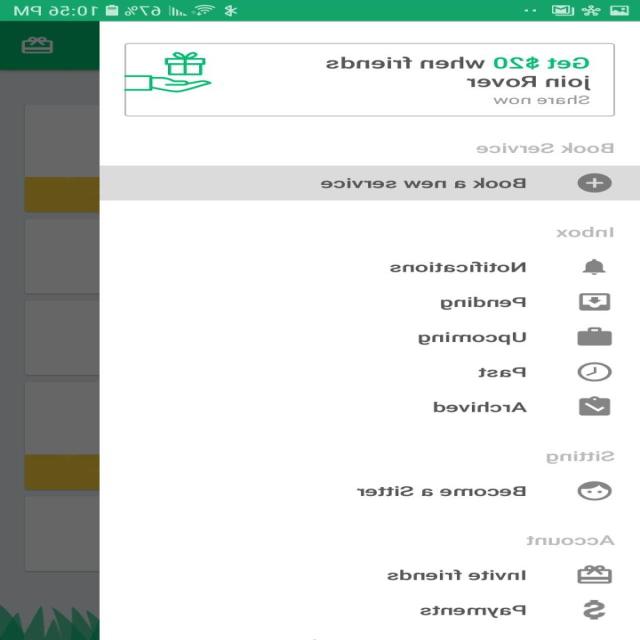 67% 10:56 PM
Get $20 when friends
join Rover
Share now
Book Service
Book a new service
Inbox
Notifications
Pending
Upcoming
Past
Archived
Sitting
Become a Sitter
Account
Invite friends
Payments